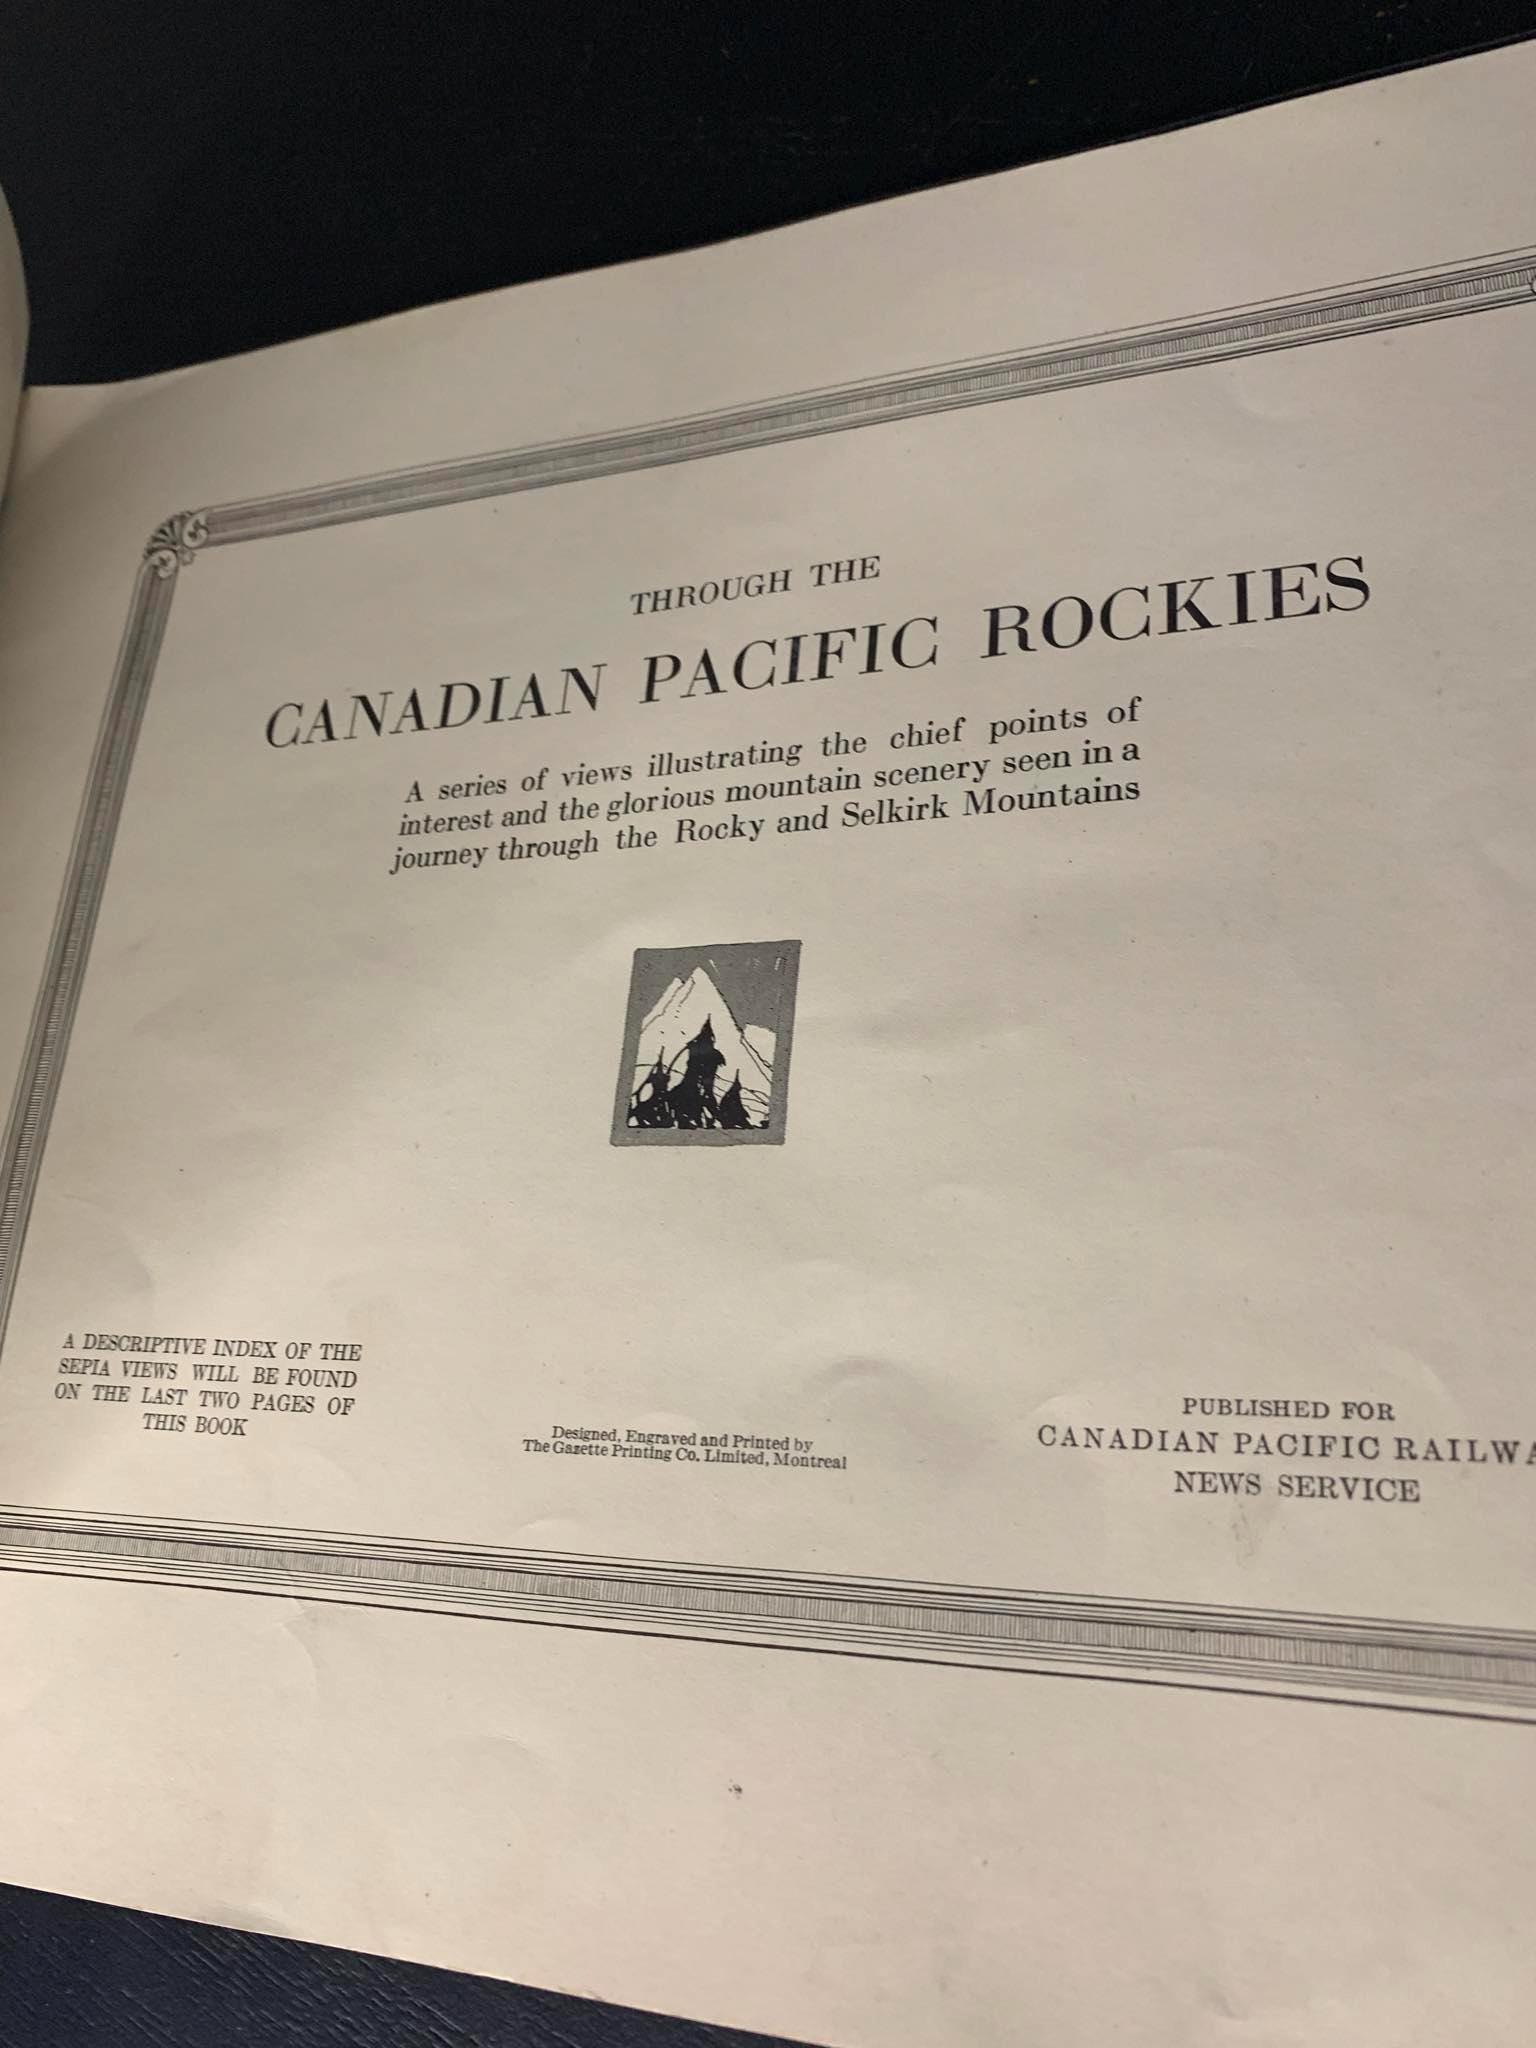 THROUGH THE
CANADIAN PACIFIC ROCKIES
A series of views illustrating the chief points of
interest and the glorious mountain scenery seen in a
journey through the Rocky and Selkirk Mountains
A DESCRIPTIVE INDEX OF THE
SEPIA VIEWS WILL BE FOUND
ON THE LAST TWO PAGES OF
THIS BOOK
Designed, Engraved and Printed by
The Gazette Printing Co. Limited, Montreal
PUBLISHED FOR
CANADIAN PACIFIC RAILWA
NEWS SERVICE